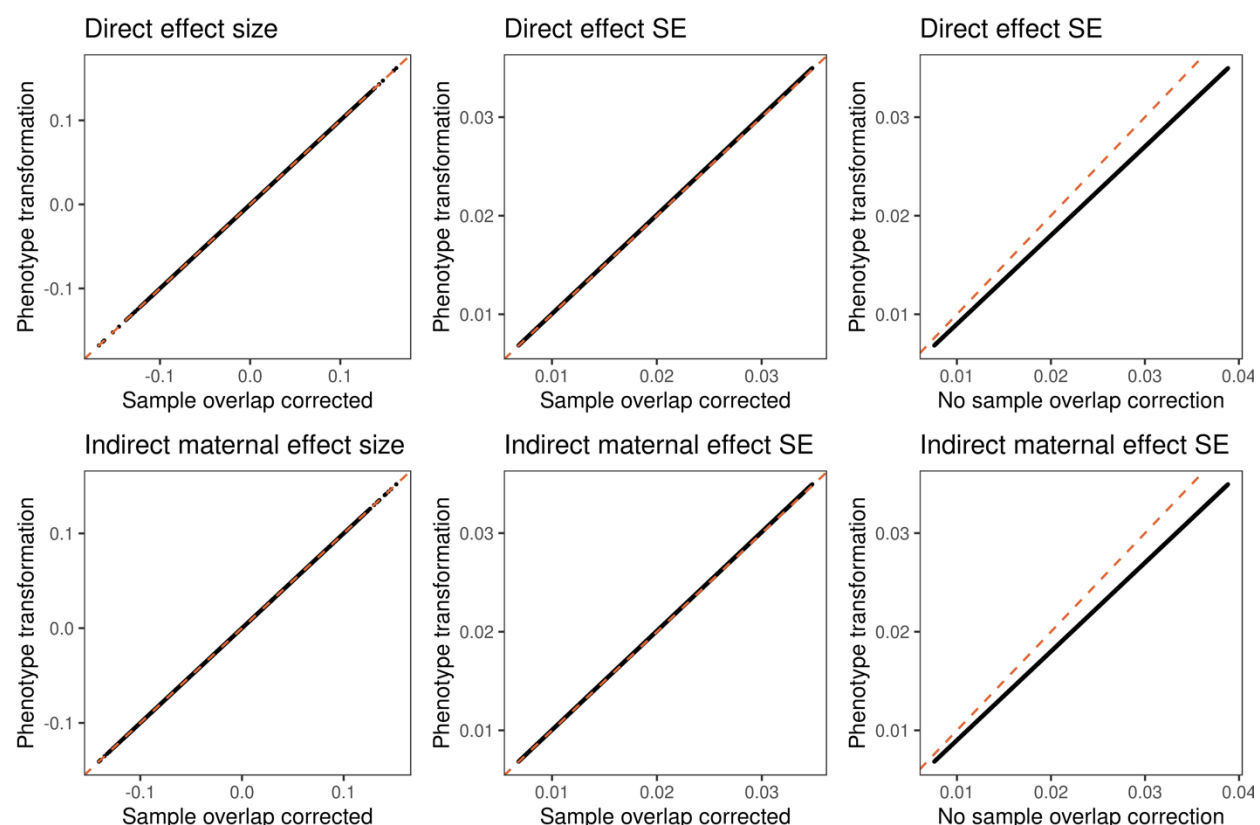 Direct effect size
Direct effect SE
Direct effect SE
Phenotype transformation
0.1
0.0
-0.1
-0.1
0.0
0.1
Sample overlap corrected
Phenotype transformation
0.03
0.02
0.01
0.01
0.02
0.03
Sample overlap corrected
Phenotype transformation
0.03
0.02
0.01
0.01
0.02
0.03
0.04
No sample overlap correction
Indirect maternal effect size
Indirect maternal effect SE
Indirect maternal effect SE
Phenotype transformation
0.1
0.0
-0.1
-0.1
0.0
0.1
Sample overlap corrected
Phenotype transformation
0.03
0.02
0.01
0.01
0.02
0.03
Sample overlap corrected
Phenotype transformation
0.03
0.02
0.01
0.01
0.02
0.03
0.04
No sample overlap correction